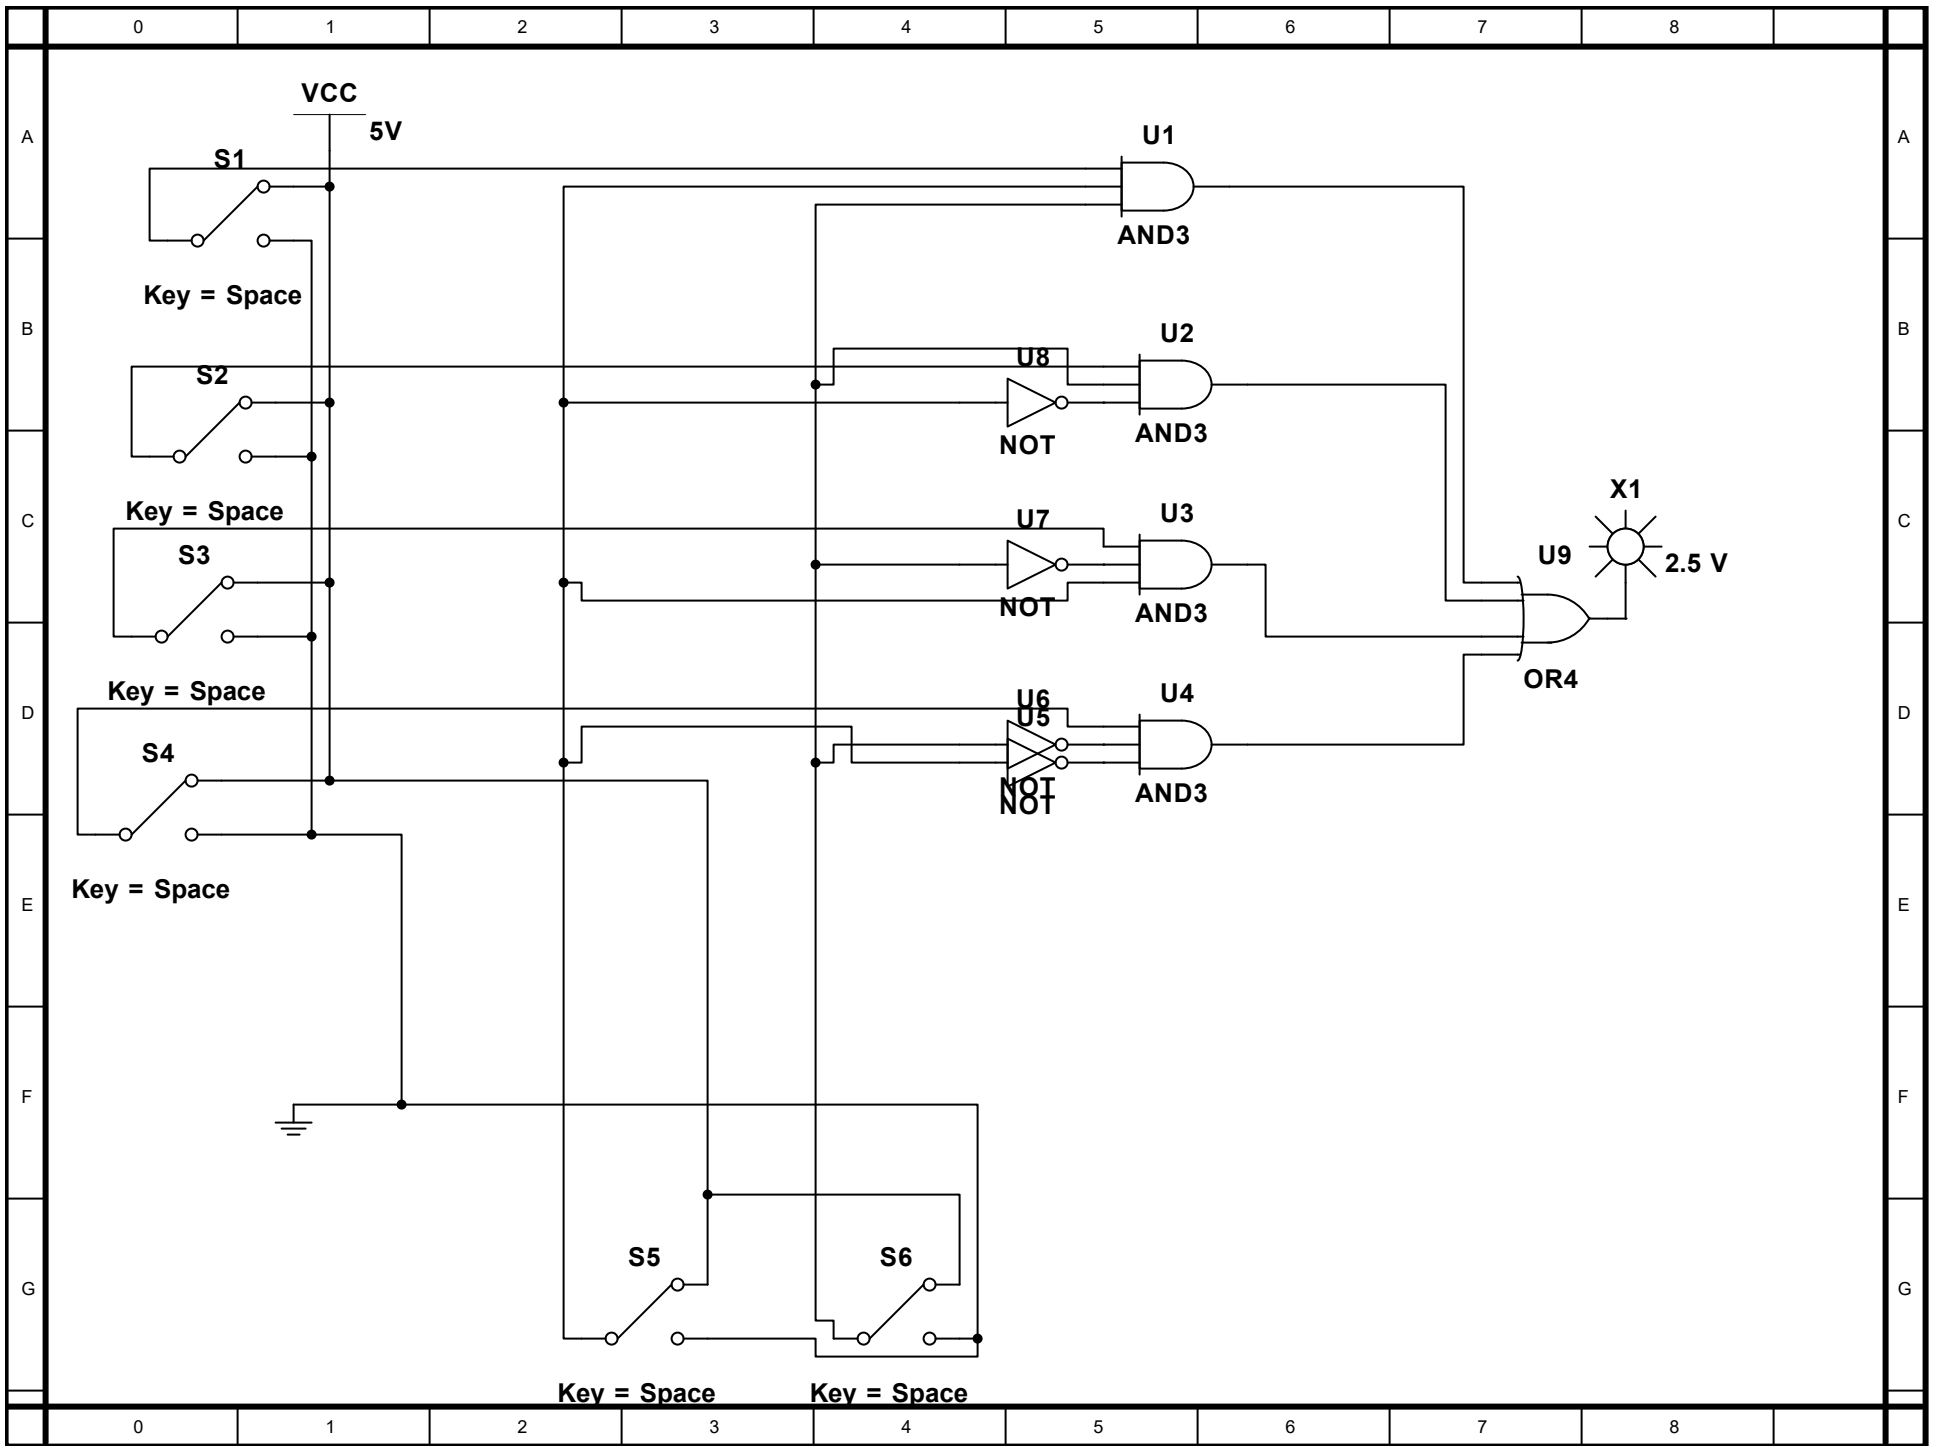 0 1 2 3 4 5 6 7 8
VCC
5V
A A
U1
S1
AND3
Key = Space
B B
U2
U8
S2
AND3
NOT
X1
Key = Space
C C
U7
U3
S3
U9
2.5 V
NOT
AND3
OR4
Key = Space
D D
U6
U5
U4
S4
NOT
NOT
AND3
Key = Space
E E
F F
S5 S6
G G
Key = Space Key = Space
0 1 2 3 4 5 6 7 8